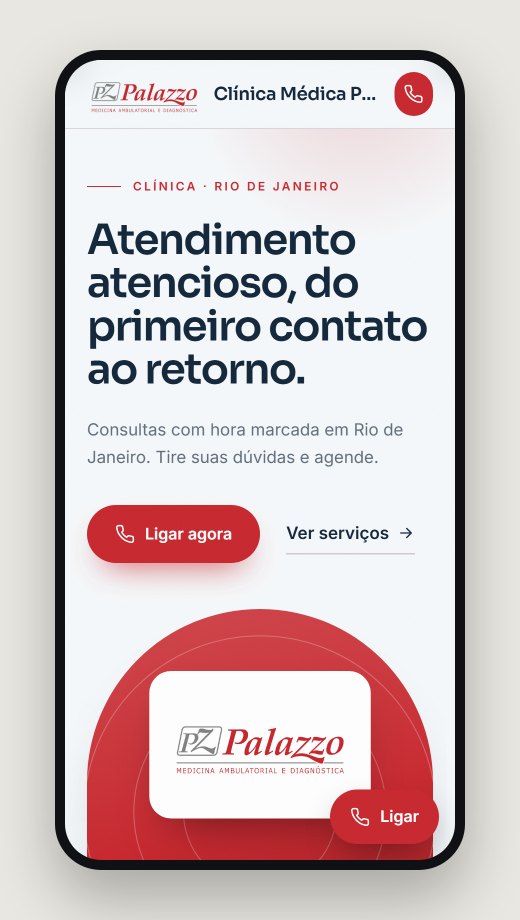 PZ Palazzo
MEDICINA AMBULATORIAL E DIAGNÓSTICA
Clínica Médica P...
CLÍNICA · RIO DE JANEIRO
Atendimento
atencioso, do
primeiro contato
ao retorno.
Consultas com hora marcada em Rio de
Janeiro. Tire suas dúvidas e agende.
Ligar agora
Ver serviços →
PZ Palazzo
MEDICINA AMBULATORIAL E DIAGNÓSTICA
Ligar